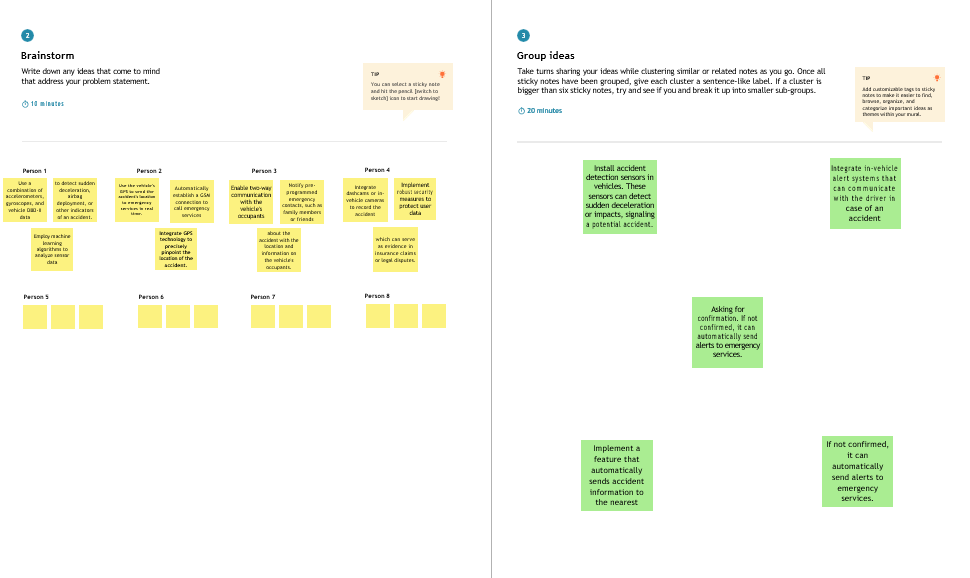 2
Brainstorm
Write down any ideas that come to mind
that address your problem statement.
10 minutes
TIP
You can select a sticky note
and hit the pencil [switch to
sketch] icon to start drawing!
Person 1
Use a
combination of
accelerometers,
gyroscopes, and
vehicle OBD-II
data
to detect sudden
deceleration,
airbag
deployment, or
other indicators
of an accident.
Employ machine
learning
algorithms to
analyze sensor
data
Person 2
Use the vehicle's
GPS to send the
accident's location
to emergency
services in real
time.
Automatically
establish a GSM
connection to
call emergency
services
Integrate GPS
technology to
precisely
pinpoint the
location of the
accident.
Person 3
Enable two-way
communication
with the
vehicle's
occupants
Notify pre-
programmed
emergency
contacts, such as
family members
or friends
about the
accident with the
location and
information on
the vehicle's
occupants.
Person 4
Integrate
dashcams or in-
vehicle cameras
to record the
accident
Implement
robust security
measures to
protect user
data
which can serve
as evidence in
insurance claims
or legal disputes.
Person 5
Person 6
Person 7
Person 8
3
Group ideas
Take turns sharing your ideas while clustering similar or related notes as you go. Once all
sticky notes have been grouped, give each cluster a sentence-like label. If a cluster is
bigger than six sticky notes, try and see if you and break it up into smaller sub-groups.
20 minutes
TIP
Add customizable tags to sticky
notes to make it easier to find,
browse, organize, and
categorize important ideas as
themes within your mural.
Install accident
detection sensors in
vehicles. These
sensors can detect
sudden deceleration
or impacts, signaling
a potential accident.
Integrate in-vehicle
alert systems that
can communicate
with the driver in
case of an
accident
Asking for
confirmation. If not
confirmed, it can
automatically send
alerts to emergency
services.
Implement a
feature that
automatically
sends accident
information to
the nearest
If not confirmed,
it can
automatically
send alerts to
emergency
services.